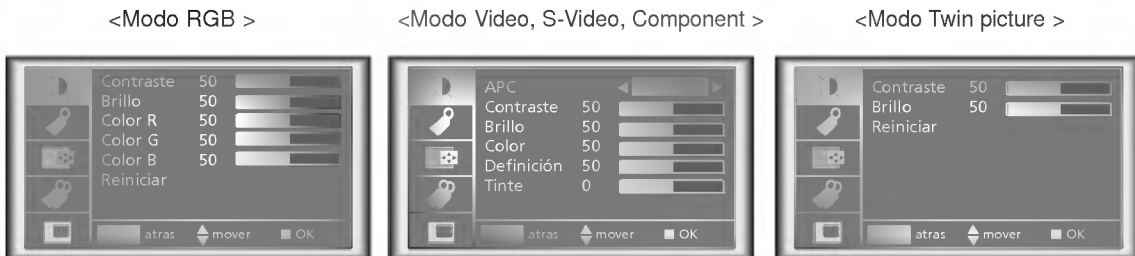 <Modo RGB >
Contraste 50
Brillo 50
Color R 50
Color G 50
Color B 50
Reiniciar
atras mover OK
<Modo Video, S-Video, Component >
APC
Contraste 50
Brillo 50
Color 50
Definición 50
Tinte 0
atras mover OK
<Modo Twin picture >
Contraste 50
Brillo 50
Reiniciar
atras mover OK